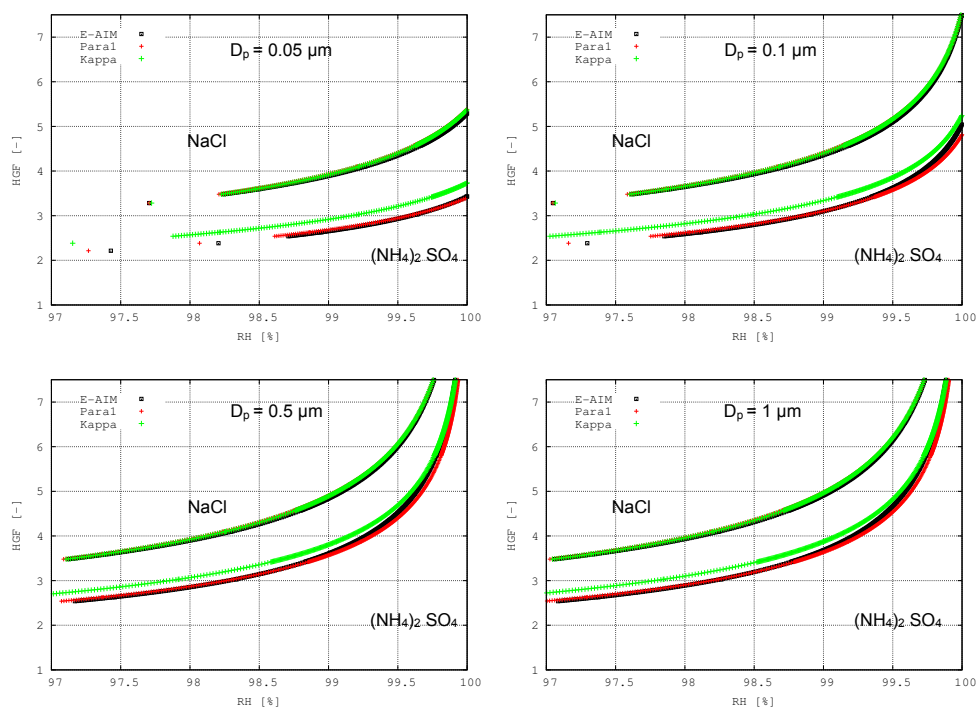 E-AIM
Para1
Kappa
D_p = 0.05 µm
NaCl
(NH₄)₂ SO₄
HGF [-]
7
6
5
4
3
2
1
97 97.5 98 98.5 99 99.5 100
RH [%]
E-AIM
Para1
Kappa
D_p = 0.1 µm
NaCl
(NH₄)₂ SO₄
HGF [-]
7
6
5
4
3
2
1
97 97.5 98 98.5 99 99.5 100
RH [%]
E-AIM
Para1
Kappa
D_p = 0.5 µm
NaCl
(NH₄)₂ SO₄
HGF [-]
7
6
5
4
3
2
1
97 97.5 98 98.5 99 99.5 100
RH [%]
E-AIM
Para1
Kappa
D_p = 1 µm
NaCl
(NH₄)₂ SO₄
HGF [-]
7
6
5
4
3
2
1
97 97.5 98 98.5 99 99.5 100
RH [%]